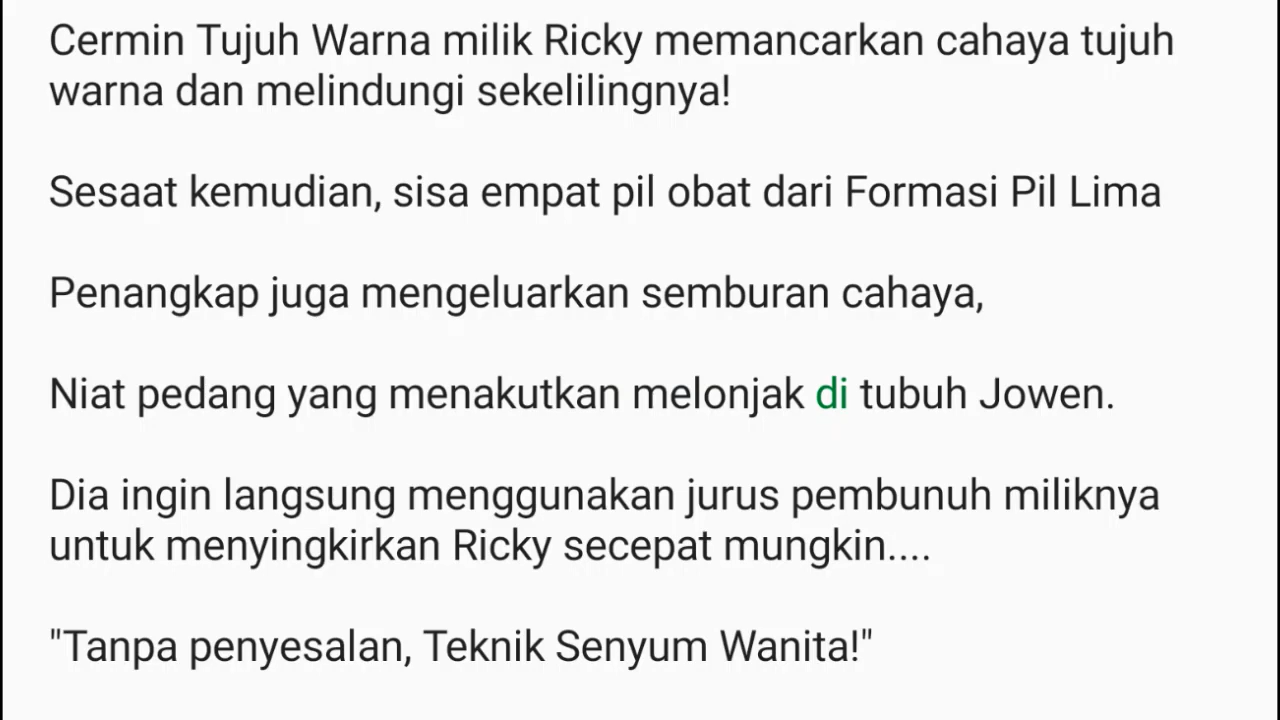 Cermin Tujuh Warna milik Ricky memancarkan cahaya tujuh
warna dan melindungi sekelilingnya!
Sesaat kemudian, sisa empat pil obat dari Formasi Pil Lima
Penangkap juga mengeluarkan semburan cahaya,
Niat pedang yang menakutkan melonjak di tubuh Jowen.
Dia ingin langsung menggunakan jurus pembunuh miliknya
untuk menyingkirkan Ricky secepat mungkin....
"Tanpa penyesalan, Teknik Senyum Wanita!"